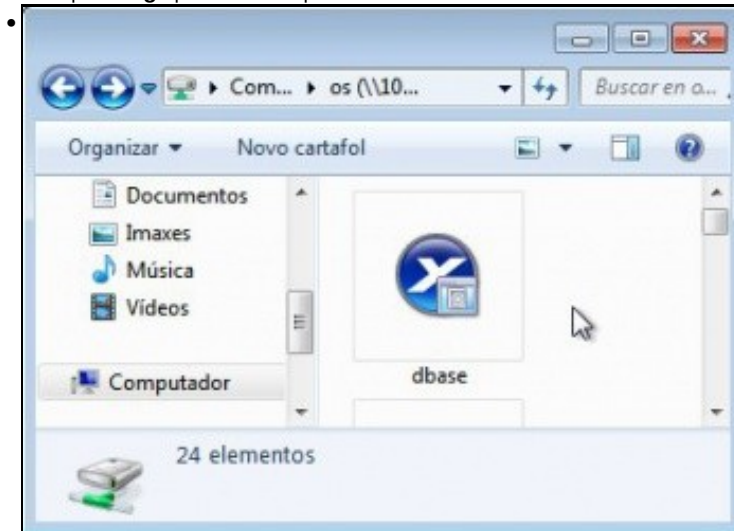 Com... os (\\10...
Buscar en a...
Organizar
Novo cartafol
Documentos
Imaxes
Música
Vídeos
Computador
dbase
24 elementos